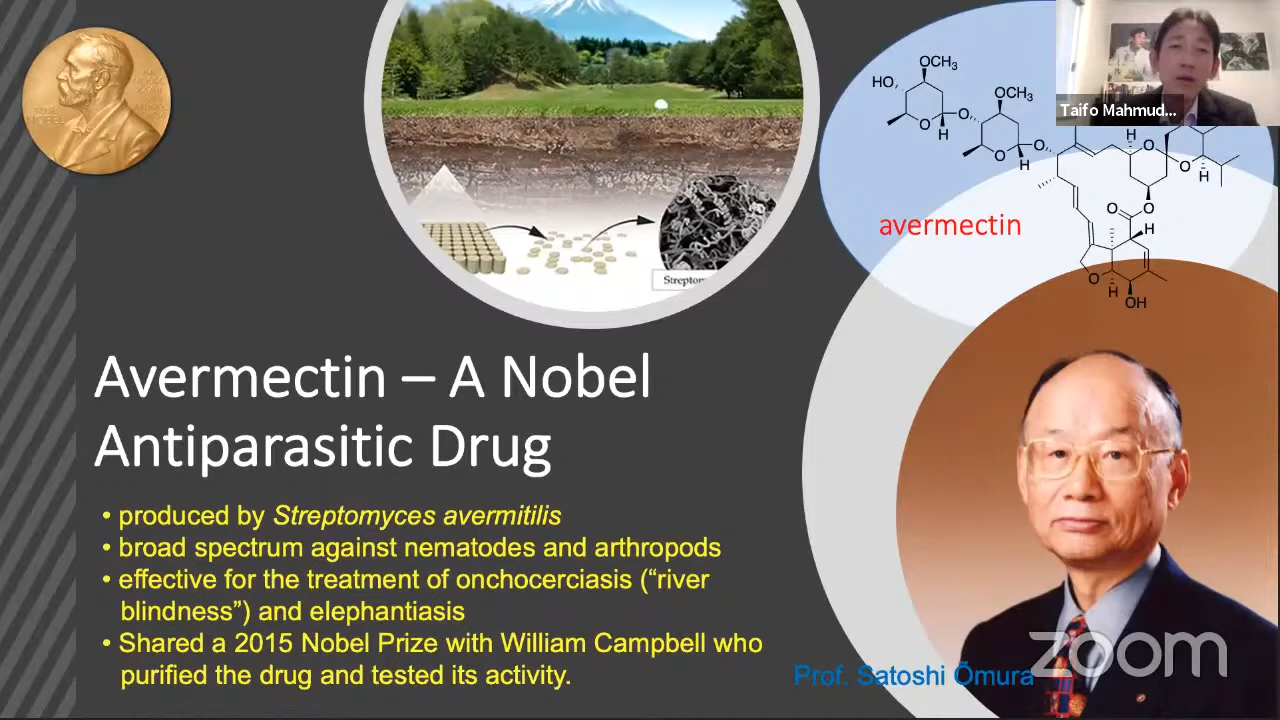 OCH₃
HO
OCH₃
O
O
H
O
O
H
Taifo Mahmud...
H
O
O
H
O
O
H
O
H
OH
avermectin
Avermectin – A Nobel
Antiparasitic Drug
• produced by Streptomyces avermitilis
• broad spectrum against nematodes and arthropods
• effective for the treatment of onchocerciasis (“river
blindness”) and elephantiasis
• Shared a 2015 Nobel Prize with William Campbell who
purified the drug and tested its activity.
Prof. Satoshi Ōmura
zoom